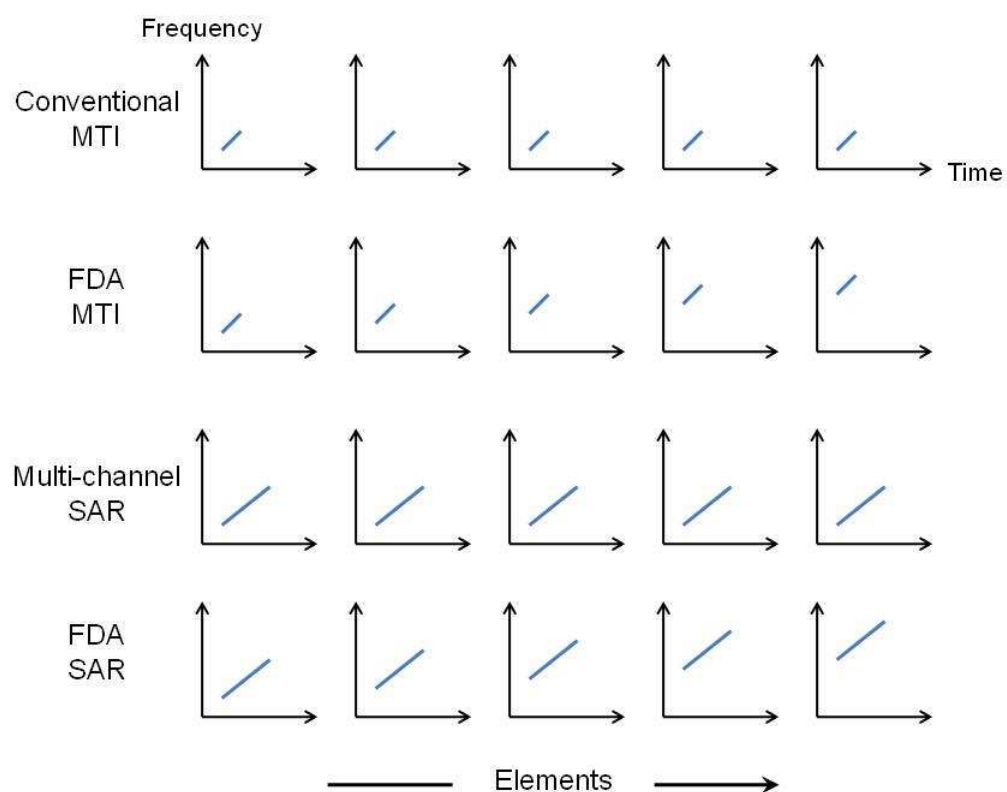 Frequency
Conventional
MTI
Time
FDA
MTI
Multi-channel
SAR
FDA
SAR
Elements